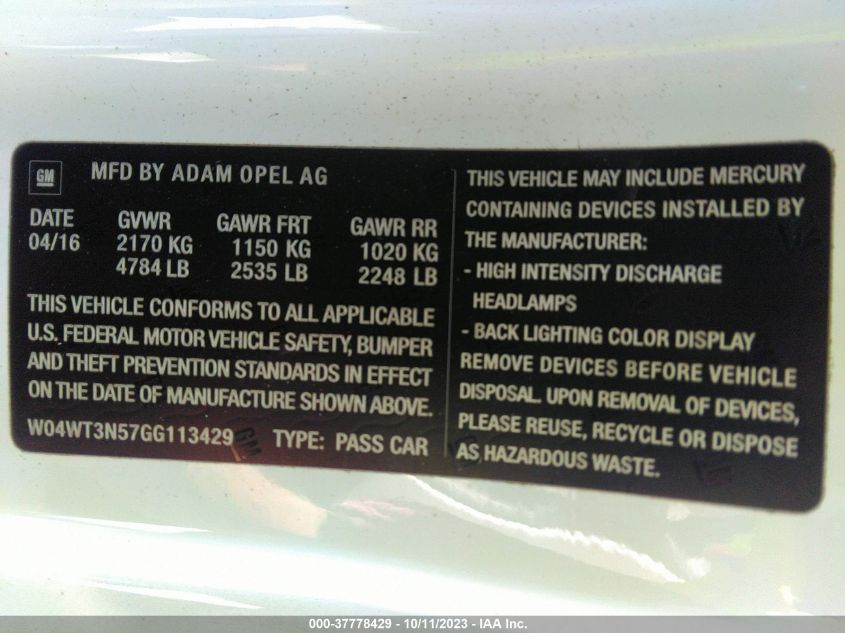 GM
MFD BY ADAM OPEL AG
DATE GVWR GAWR FRT GAWR RR
04/16 2170 KG 1150 KG 1020 KG
4784 LB 2535 LB 2248 LB
THIS VEHICLE CONFORMS TO ALL APPLICABLE
U.S. FEDERAL MOTOR VEHICLE SAFETY, BUMPER
AND THEFT PREVENTION STANDARDS IN EFFECT
ON THE DATE OF MANUFACTURE SHOWN ABOVE.
W04WT3N57GG113429 TYPE: PASS CAR
THIS VEHICLE MAY INCLUDE MERCURY
CONTAINING DEVICES INSTALLED BY
THE MANUFACTURER:
- HIGH INTENSITY DISCHARGE
HEADLAMPS
- BACK LIGHTING COLOR DISPLAY
REMOVE DEVICES BEFORE VEHICLE
DISPOSAL. UPON REMOVAL OF DEVICES,
PLEASE REUSE, RECYCLE OR DISPOSE
AS HAZARDOUS WASTE.
000-37778429 - 10/11/2023 - IAA Inc.